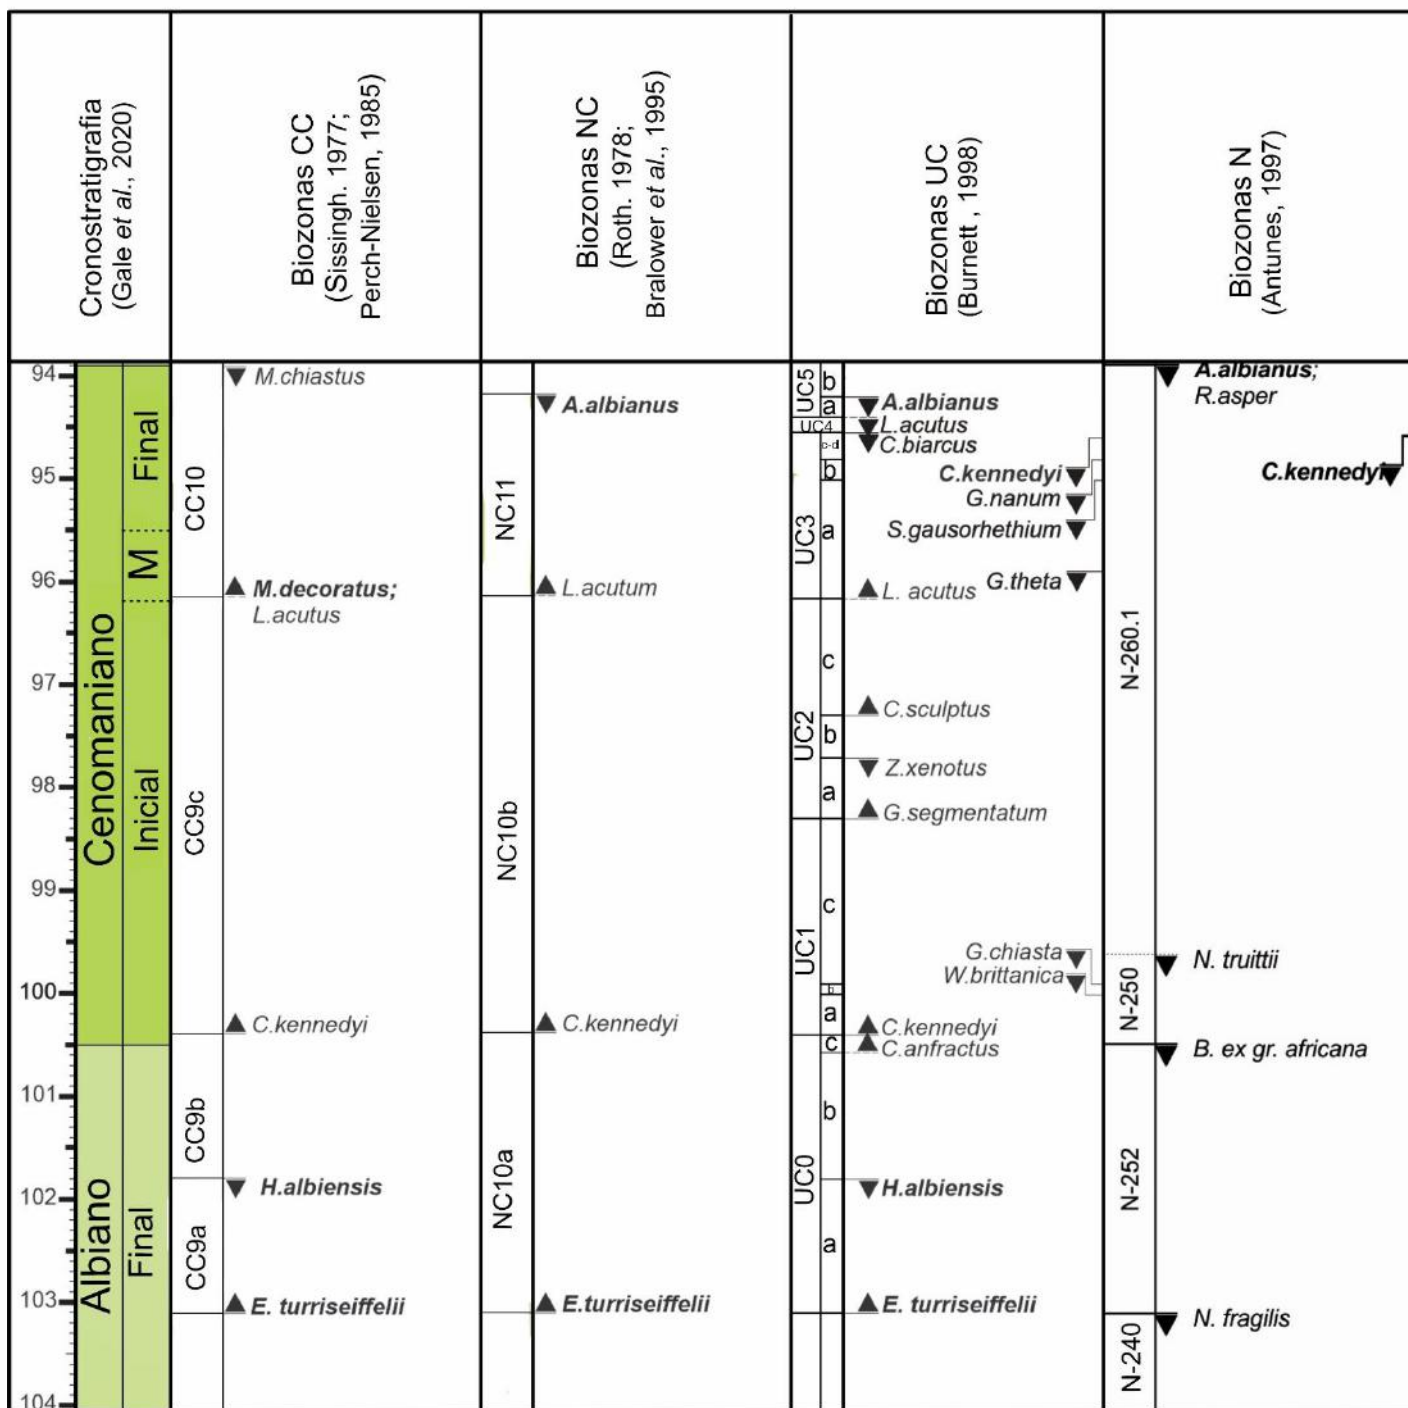 Cronostratigrafia
(Gale et al., 2020)
Biozonas CC
(Sissingh. 1977;
Perch-Nielsen, 1985)
Biozonas NC
(Roth. 1978;
Bralower et al., 1995)
Biozonas UC
(Burnett , 1998)
Biozonas N
(Antunes, 1997)
94
95
96
97
98
99
100
101
102
103
104
Cenomaniano
Albiano
Final
M
Inicial
Final
CC10
CC9c
CC9b
CC9a
M.chiastus
M.decoratus;
L.acutus
C.kennedyi
H.albiensis
E. turriseiffelii
NC11
NC10b
NC10a
A.albianus
L.acutum
C.kennedyi
E.turriseiffelii
UC5
UC4
UC3
UC2
UC1
UC0
b
a
c-d
b
a
c
b
a
c
b
a
c
b
a
A.albianus
L.acutus
C.biarcus
C.kennedyi
G.nanum
S.gausorhethium
G.theta
L. acutus
C.sculptus
Z.xenotus
G.segmentatum
G.chiasta
W.brittanica
C.kennedyi
C.anfractus
H.albiensis
E. turriseiffelii
N-260.1
N-250
N-252
N-240
A.albianus;
R.asper
C.kennedyi
N. truittii
B. ex gr. africana
N. fragilis